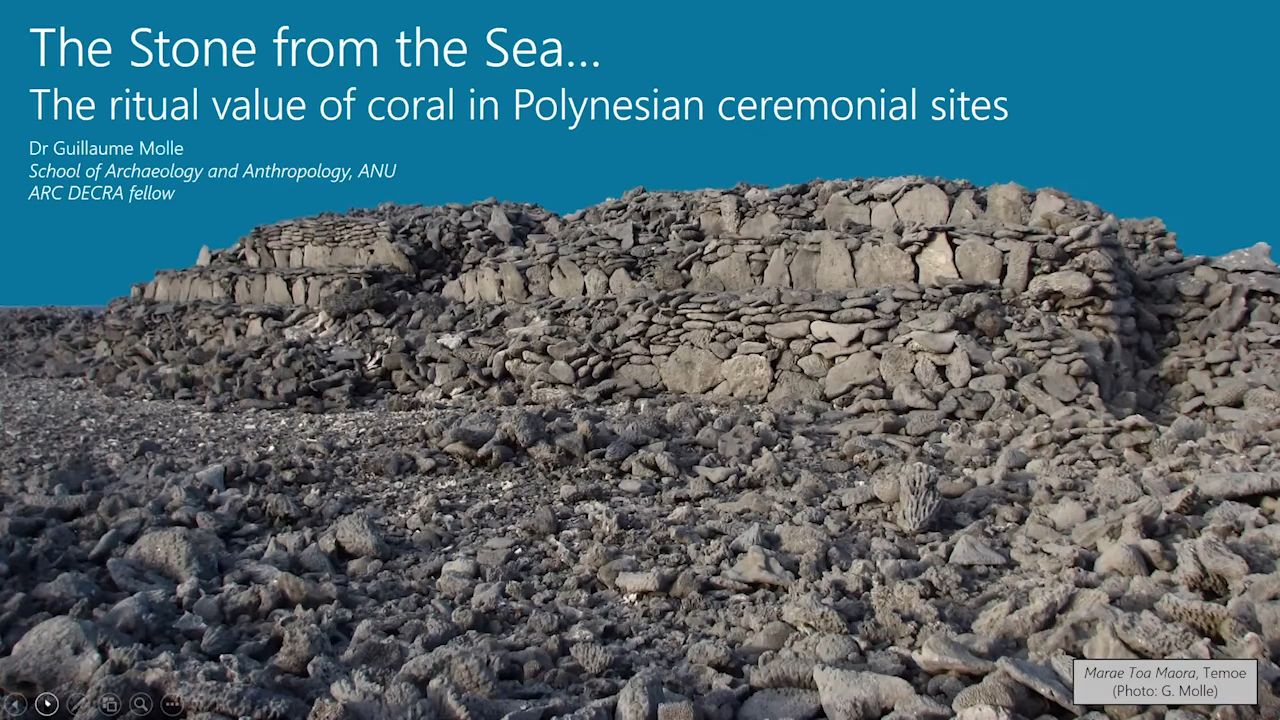 The Stone from the Sea...
The ritual value of coral in Polynesian ceremonial sites
Dr Guillaume Molle
School of Archaeology and Anthropology, ANU
ARC DECRA fellow
Marae Toa Maora, Temoe
(Photo: G. Molle)